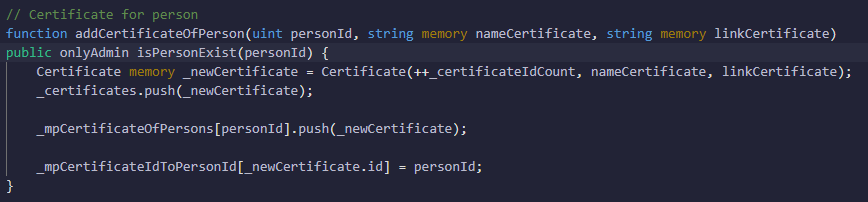 // Certificate for person
function addCertificateOfPerson(uint personId, string memory nameCertificate, string memory linkCertificate)
public onlyAdmin isPersonExist(personId) {
    Certificate memory _newCertificate = Certificate(++_certificateIdCount, nameCertificate, linkCertificate);
    _certificates.push(_newCertificate);

    _mpCertificateOfPersons[personId].push(_newCertificate);

    _mpCertificateIdToPersonId[_newCertificate.id] = personId;
}